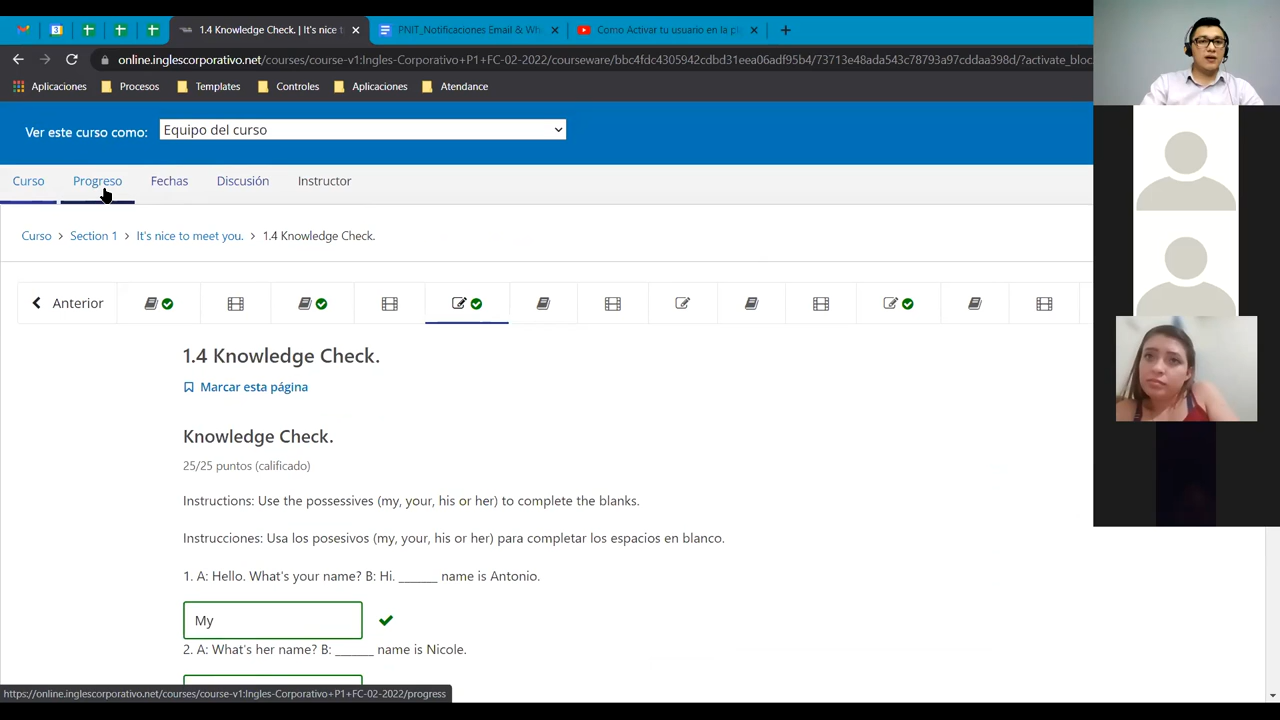 1.4 Knowledge Check. | It's nice t
PNIT_Notificaciones Email & Wh
Como Activar tu usuario en la p
online.inglescorporativo.net/courses/course-v1:Ingles-Corporativo+P1+FC-02-2022/courseware/bbc4fdc4305942cdbd31eea06adf95b4/73713e48ada543c78793a97cddaa398d/?activate_bloc
Aplicaciones Procesos Templates Controles Aplicaciones Atendance
Ver este curso como: Equipo del curso
Curso Progreso Fechas Discusión Instructor
Curso > Section 1 > It's nice to meet you. > 1.4 Knowledge Check.
Anterior
1.4 Knowledge Check.
Marcar esta página
Knowledge Check.
25/25 puntos (calificado)
Instructions: Use the possessives (my, your, his or her) to complete the blanks.
Instrucciones: Usa los posesivos (my, your, his or her) para completar los espacios en blanco.
1. A: Hello. What's your name? B: Hi. ______ name is Antonio.
My
2. A: What's her name? B: ______ name is Nicole.
https://online.inglescorporativo.net/courses/course-v1:Ingles-Corporativo+P1+FC-02-2022/progress